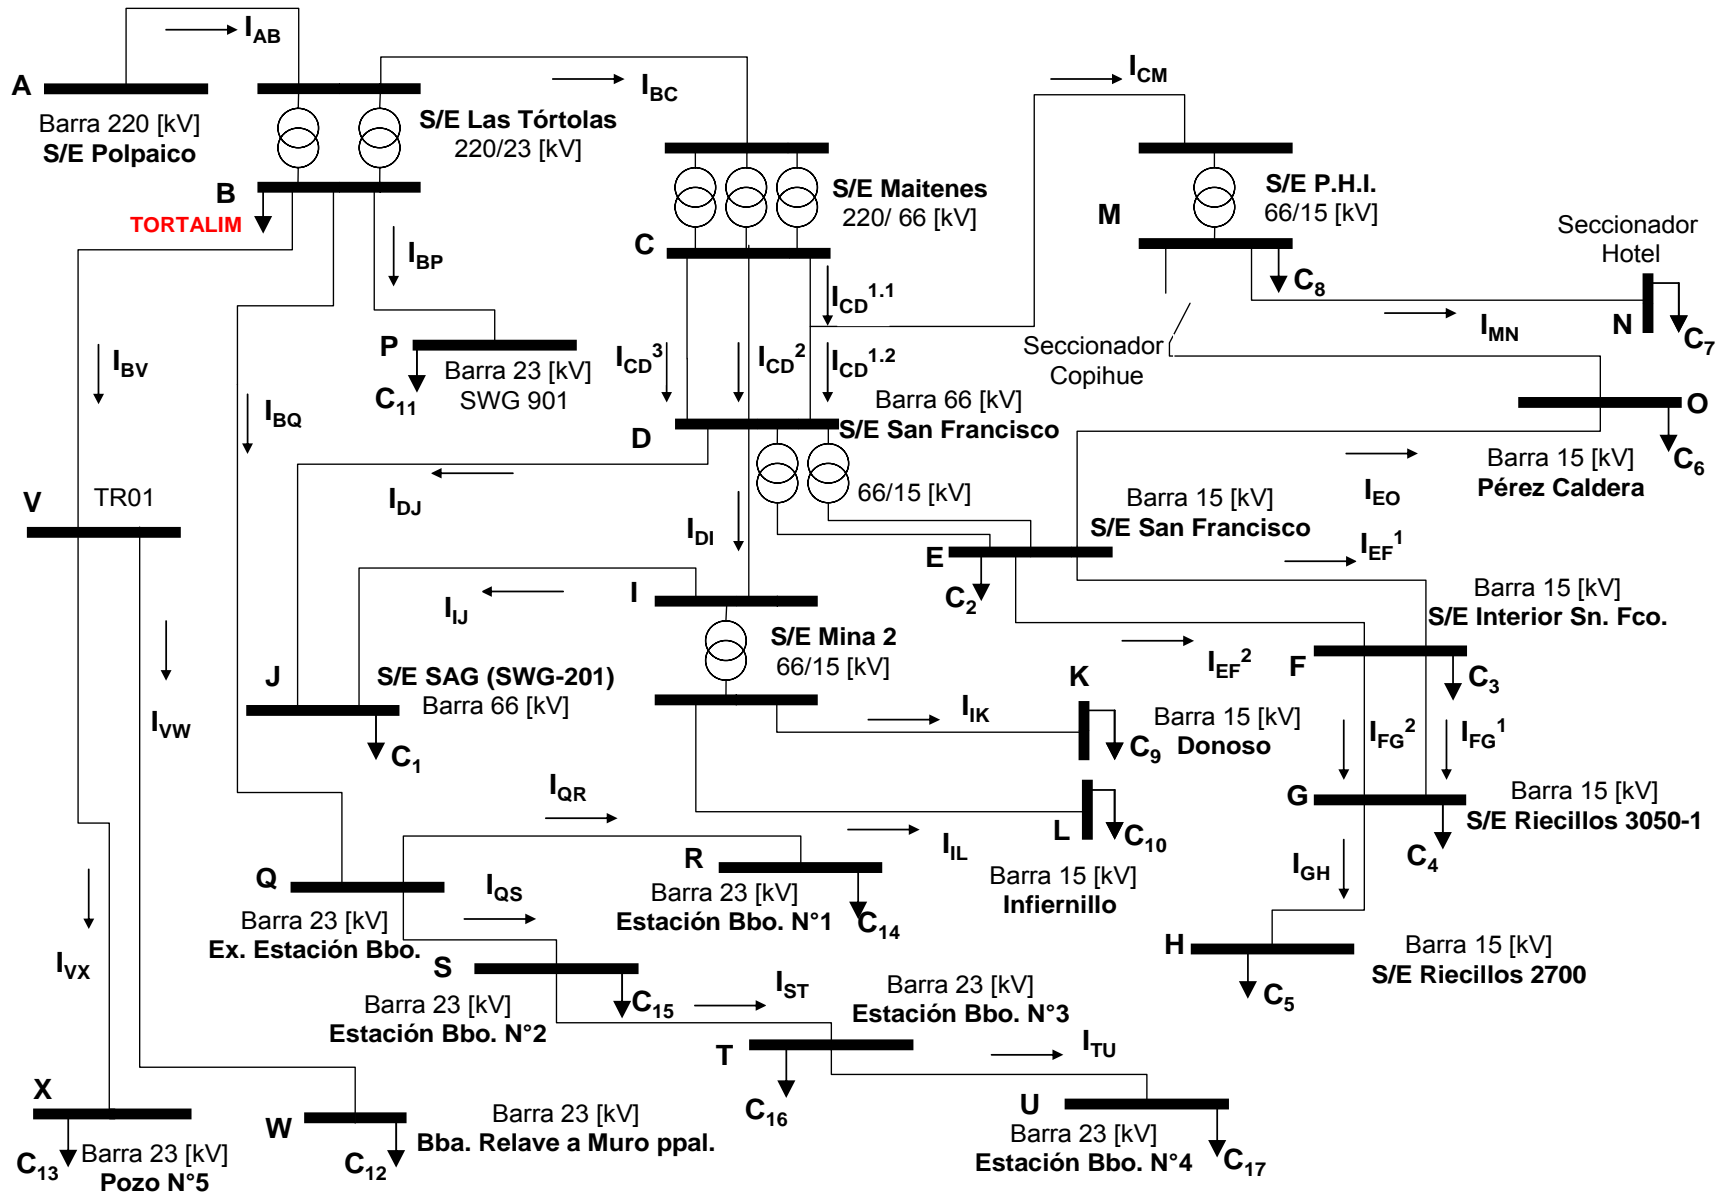 I_AB
A
Barra 220 [kV]
S/E Polpaico
S/E Las Tórtolas
220/23 [kV]
I_BC
I_CM
B
TORTALIM
S/E Maitenes
220/ 66 [kV]
C
S/E P.H.I.
66/15 [kV]
M
C_8
Seccionador
Hotel
N
C_7
I_MN
I_BP
I_CD^1.1
I_CD^3
I_CD^2
I_CD^1.2
Seccionador
Copihue
P
Barra 23 [kV]
SWG 901
C_11
I_BV
I_BQ
Barra 66 [kV]
S/E San Francisco
D
66/15 [kV]
O
C_6
Barra 15 [kV]
Pérez Caldera
I_EO
I_DJ
I_DI
V
TR01
Barra 15 [kV]
S/E San Francisco
E
C_2
I_EF^1
Barra 15 [kV]
S/E Interior Sn. Fco.
I_EF^2
F
C_3
I_IJ
I
S/E Mina 2
66/15 [kV]
J
S/E SAG (SWG-201)
Barra 66 [kV]
C_1
I_VW
K
I_IK
C_9
Barra 15 [kV]
Donoso
I_FG^2
I_FG^1
G
Barra 15 [kV]
S/E Riecillos 3050-1
C_4
I_QR
I_IL
L
C_10
Barra 15 [kV]
Infiernillo
I_GH
H
Barra 15 [kV]
S/E Riecillos 2700
C_5
Q
Barra 23 [kV]
Ex. Estación Bbo.
I_QS
R
Barra 23 [kV]
Estación Bbo. N°1
C_14
I_VX
S
Barra 23 [kV]
Estación Bbo. N°2
C_15
I_ST
Barra 23 [kV]
Estación Bbo. N°3
T
C_16
I_TU
X
C_13
Barra 23 [kV]
Pozo N°5
W
C_12
Barra 23 [kV]
Bba. Relave a Muro ppal.
U
Barra 23 [kV]
Estación Bbo. N°4
C_17